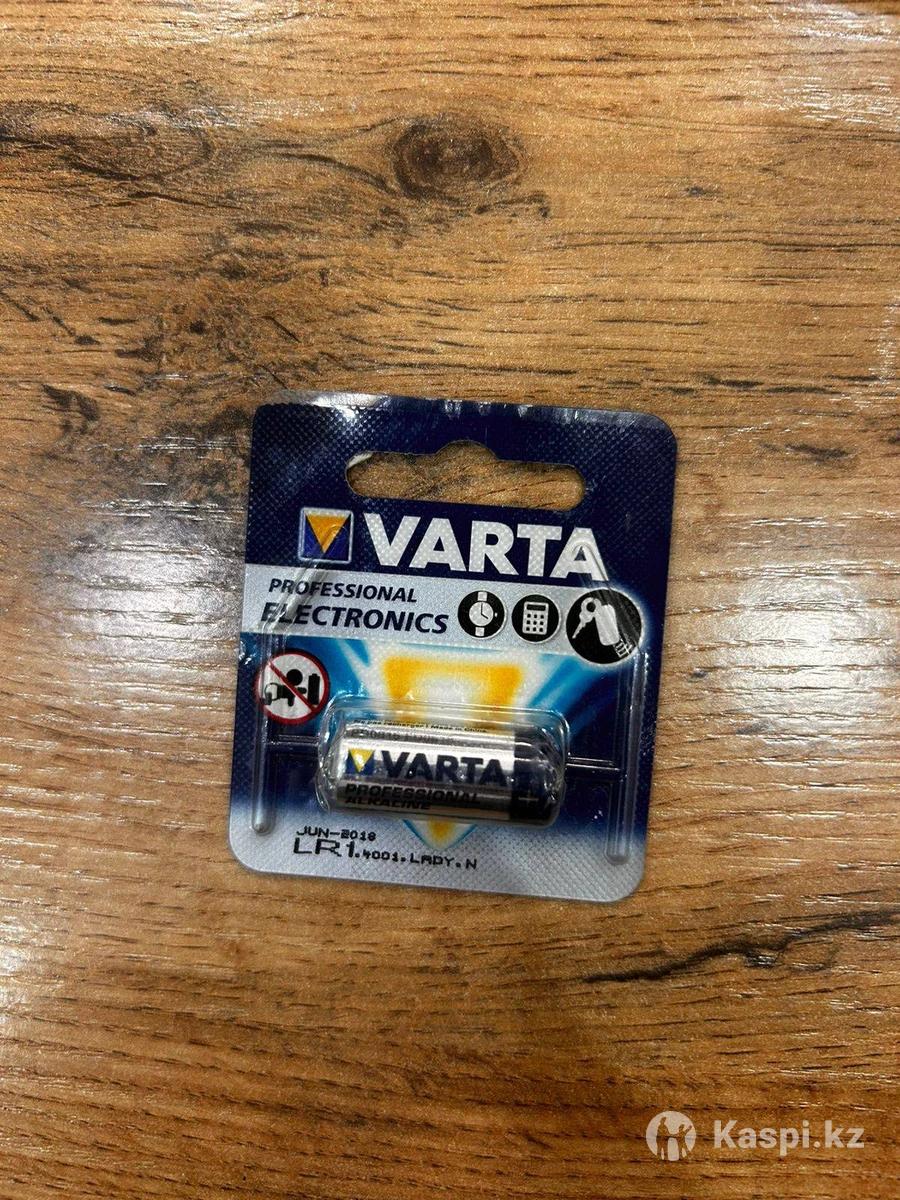 VARTA
PROFESSIONAL
ELECTRONICS
VARTA
PROFESSIONAL
ALKALINE
JUN-2018
LR1.4001.LADY.N
Kaspi.kz